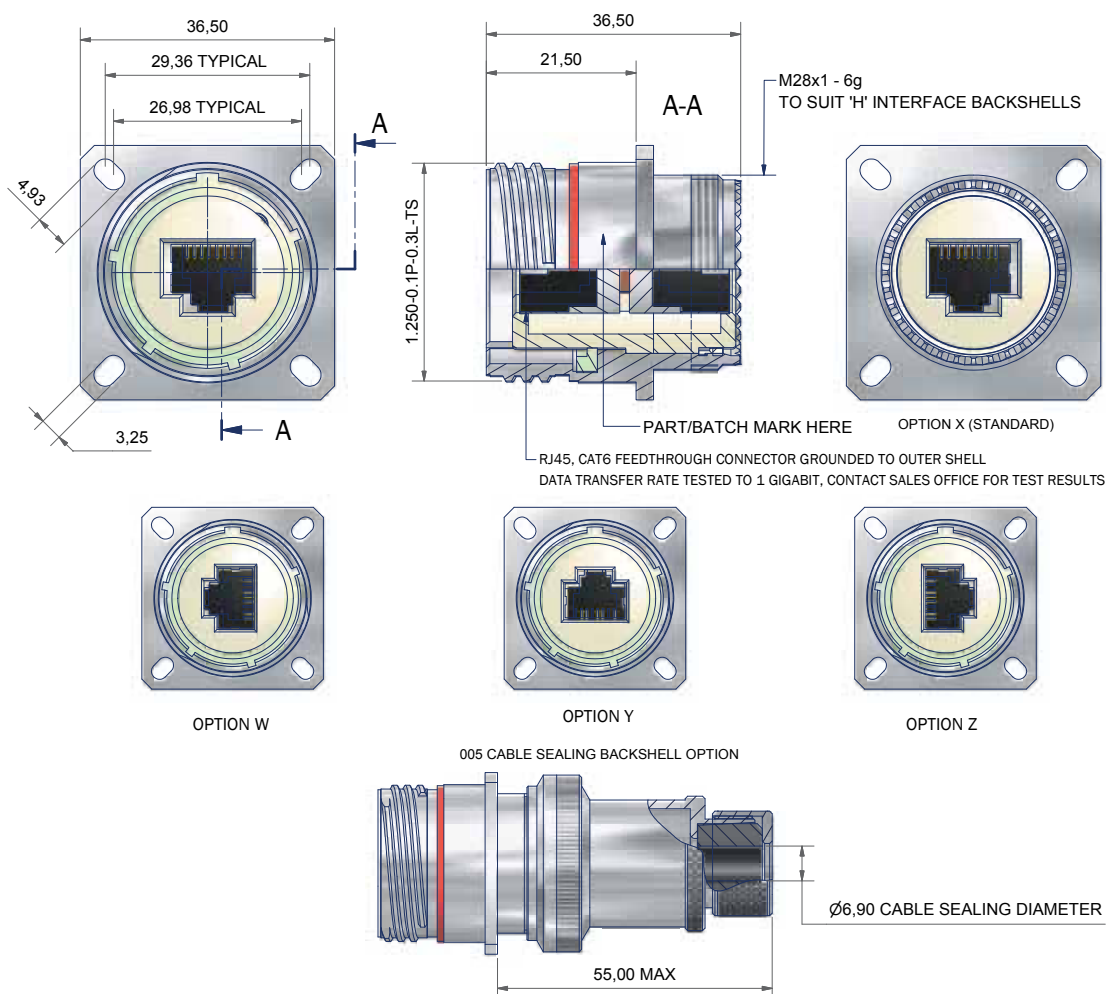 36,50
29,36 TYPICAL
26,98 TYPICAL
A
4,93
3,25
A
36,50
21,50
A-A
M28x1 - 6g
TO SUIT 'H' INTERFACE BACKSHELLS
1.250-0.1P-0.3L-TS
PART/BATCH MARK HERE
OPTION X (STANDARD)
RJ45, CAT6 FEEDTHROUGH CONNECTOR GROUNDED TO OUTER SHELL
DATA TRANSFER RATE TESTED TO 1 GIGABIT, CONTACT SALES OFFICE FOR TEST RESULTS
OPTION W
OPTION Y
OPTION Z
005 CABLE SEALING BACKSHELL OPTION
Ø6,90 CABLE SEALING DIAMETER
55,00 MAX